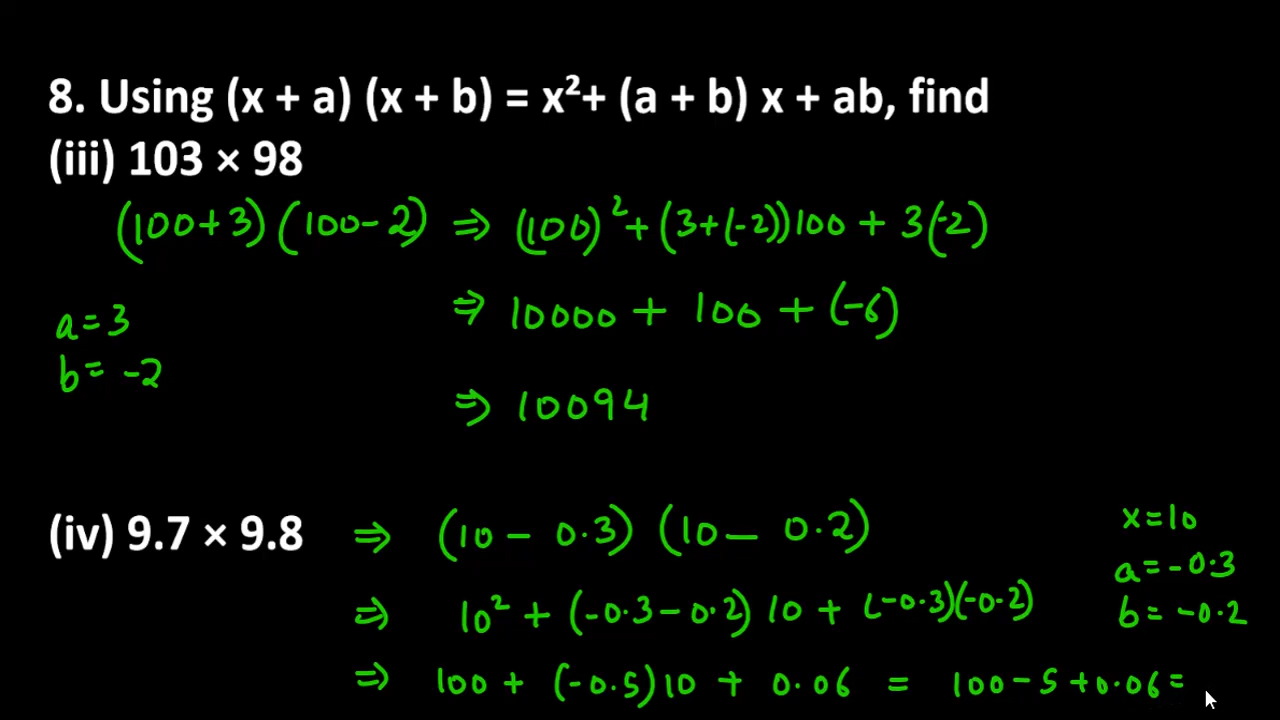 8. Using (x + a) (x + b) = x²+ (a + b) x + ab, find
(iii) 103 × 98
(100+3) (100-2) ⇒ (100)² + (3+(-2))100 + 3(-2)
⇒ 10000 + 100 + (-6)
a = 3
b = -2
⇒ 10094
(iv) 9.7 × 9.8 ⇒ (10 - 0.3) (10 - 0.2)
x = 10
a = -0.3
b = -0.2
⇒ 10² + (-0.3 - 0.2) 10 + (-0.3)(-0.2)
⇒ 100 + (-0.5) 10 + 0.06 = 100 - 5 + 0.06 =